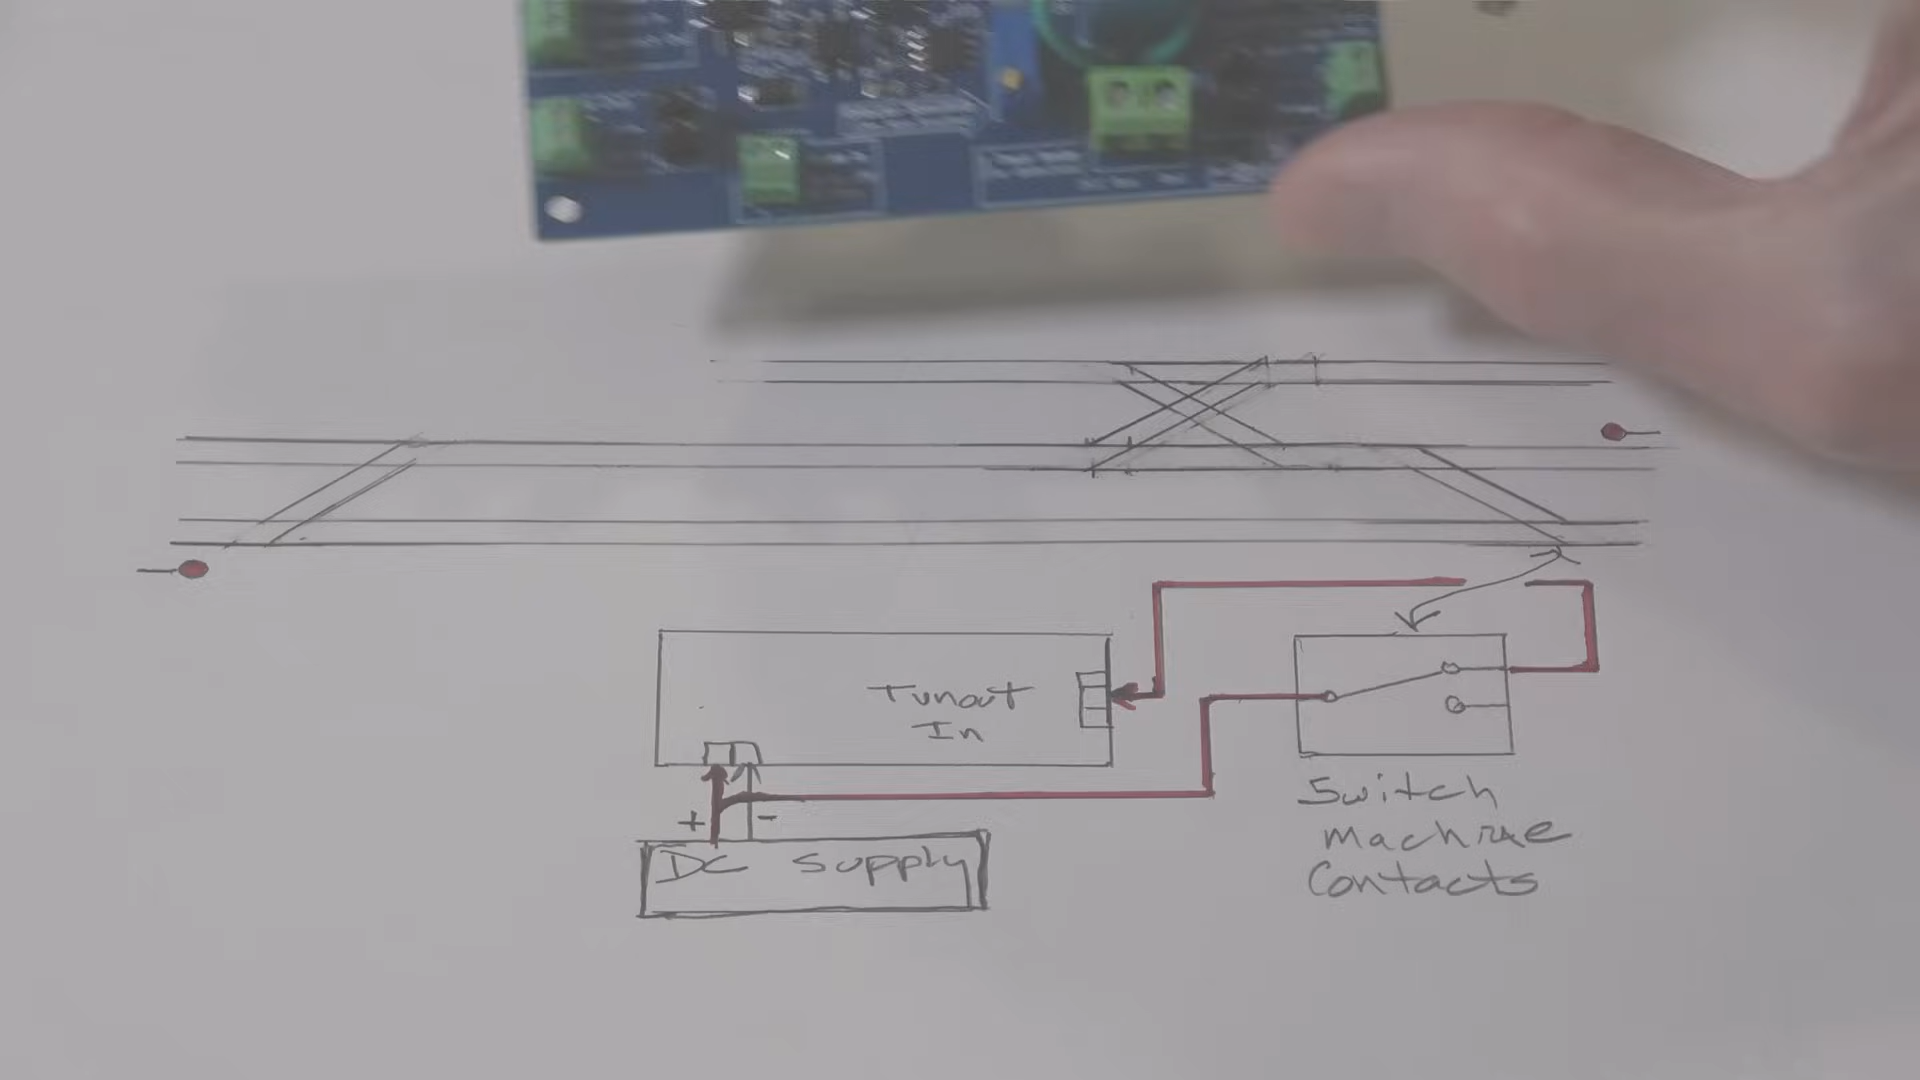 Tunout
In
+
-
DC Supply
Switch
Machine
Contacts